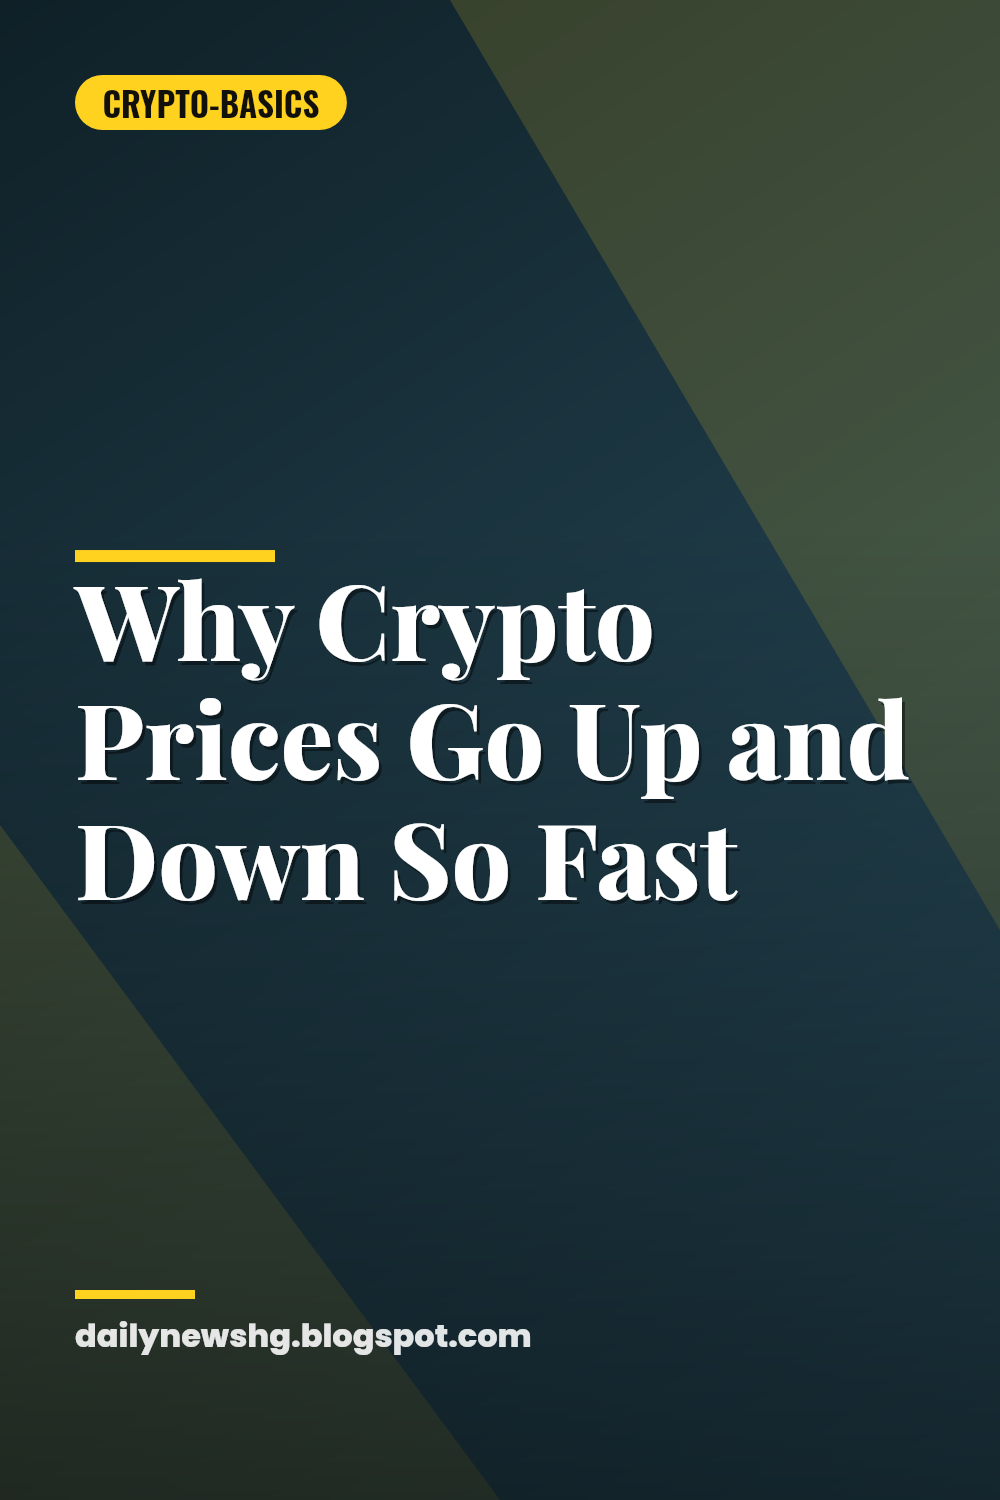 CRYPTO-BASICS
Why Crypto
Prices Go Up and
Down So Fast
dailynewshg.blogspot.com